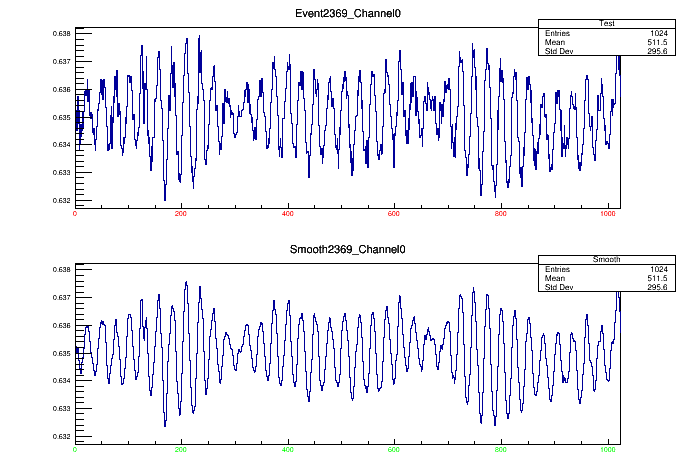 Event2369_Channel0
Test
Entries 1024
Mean 511.5
Std Dev 295.6
0.638
0.637
0.636
0.635
0.634
0.633
0.632
0 200 400 600 800 1000
Smooth2369_Channel0
Smooth
Entries 1024
Mean 511.5
Std Dev 295.6
0.638
0.637
0.636
0.635
0.634
0.633
0.632
0 200 400 600 800 1000